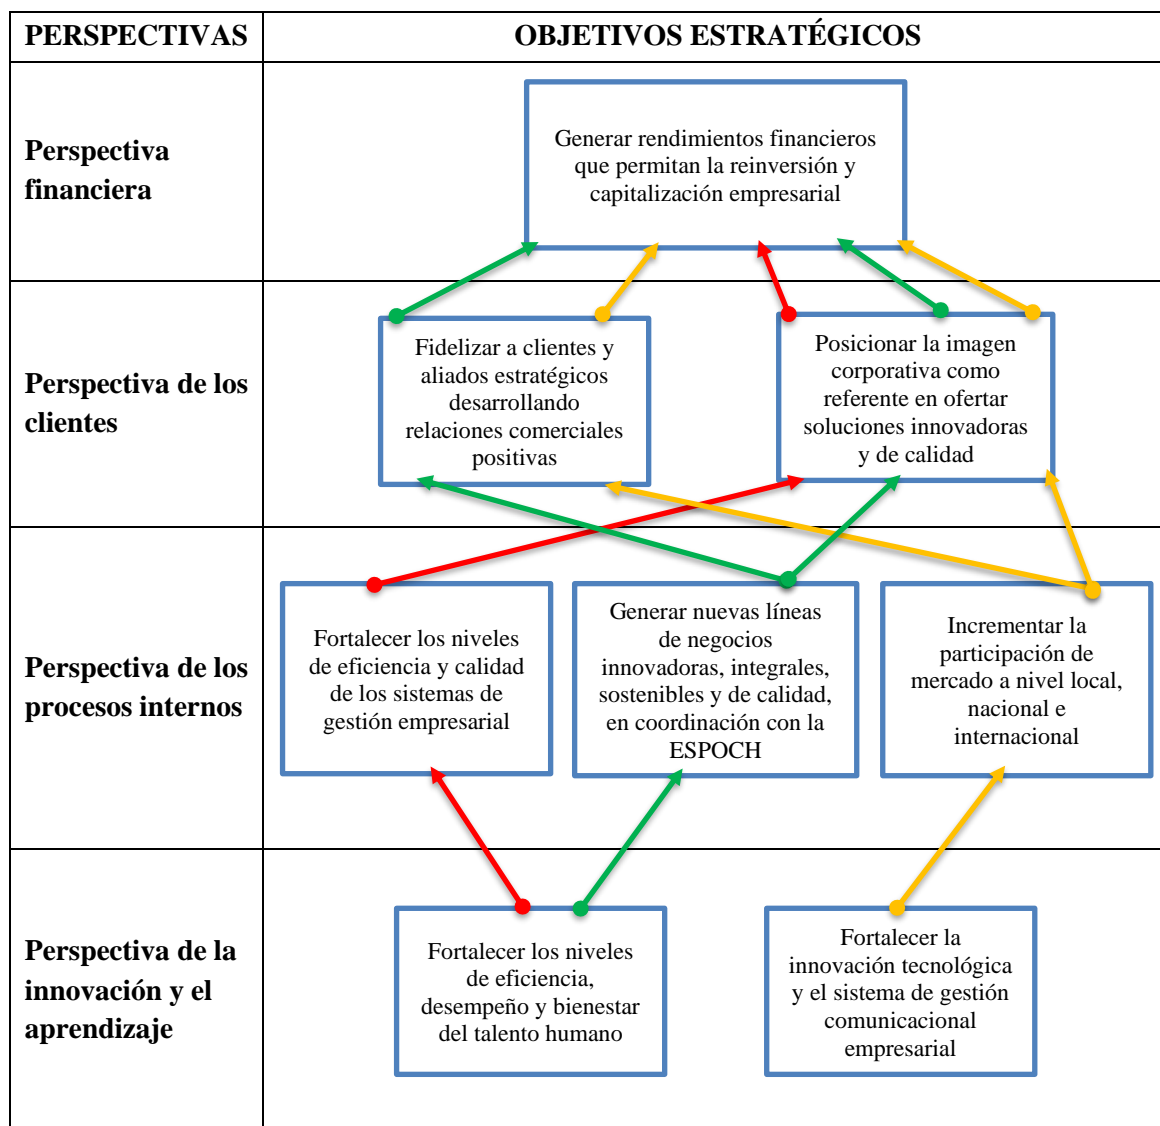 PERSPECTIVAS
OBJETIVOS ESTRATÉGICOS
Perspectiva
financiera
Generar rendimientos financieros
que permitan la reinversión y
capitalización empresarial
Perspectiva de los
clientes
Fidelizar a clientes y
aliados estratégicos
desarrollando
relaciones comerciales
positivas
Posicionar la imagen
corporativa como
referente en ofertar
soluciones innovadoras
y de calidad
Perspectiva de los
procesos internos
Fortalecer los niveles
de eficiencia y calidad
de los sistemas de
gestión empresarial
Generar nuevas líneas
de negocios
innovadoras, integrales,
sostenibles y de calidad,
en coordinación con la
ESPOCH
Incrementar la
participación de
mercado a nivel local,
nacional e
internacional
Perspectiva de la
innovación y el
aprendizaje
Fortalecer los niveles
de eficiencia,
desempeño y bienestar
del talento humano
Fortalecer la
innovación tecnológica
y el sistema de gestión
comunicacional
empresarial